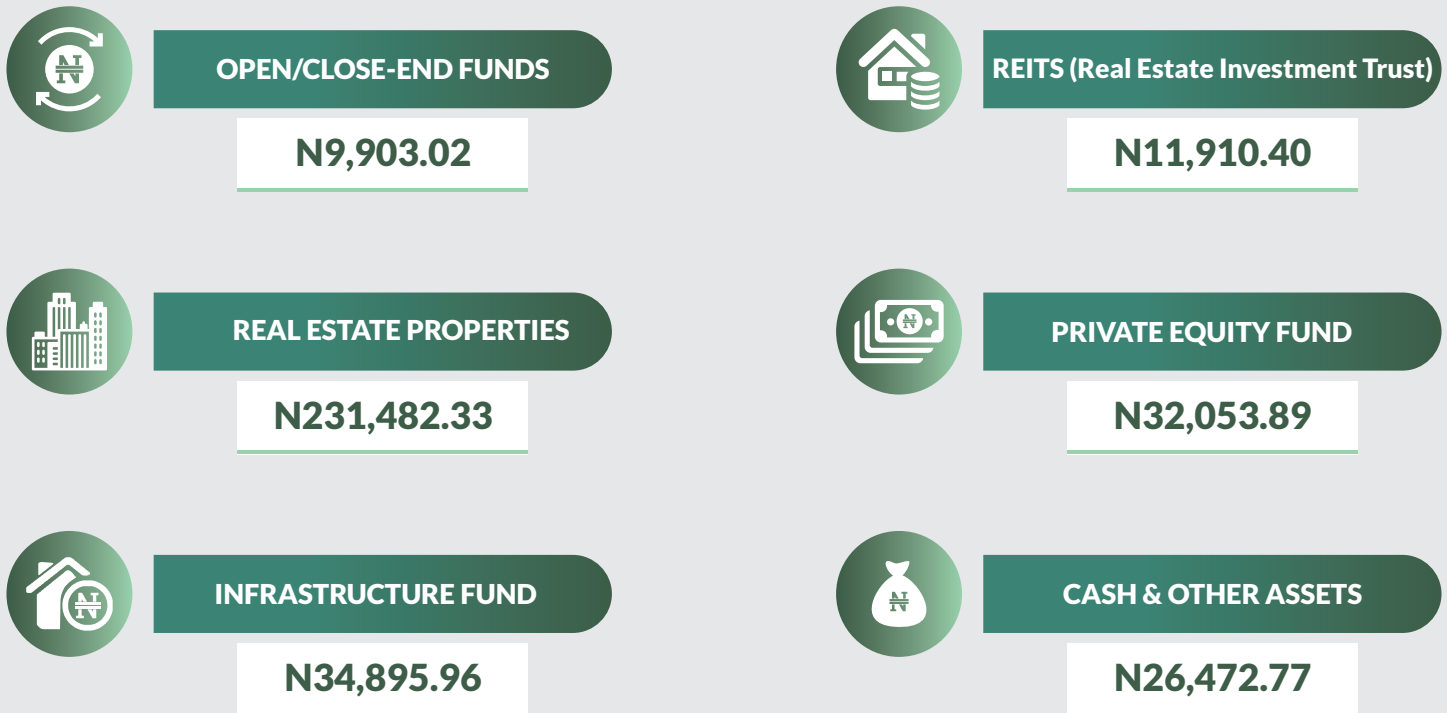 OPEN/CLOSE-END FUNDS
N9,903.02
REITS (Real Estate Investment Trust)
N11,910.40
REAL ESTATE PROPERTIES
N231,482.33
PRIVATE EQUITY FUND
N32,053.89
INFRASTRUCTURE FUND
N34,895.96
CASH & OTHER ASSETS
N26,472.77